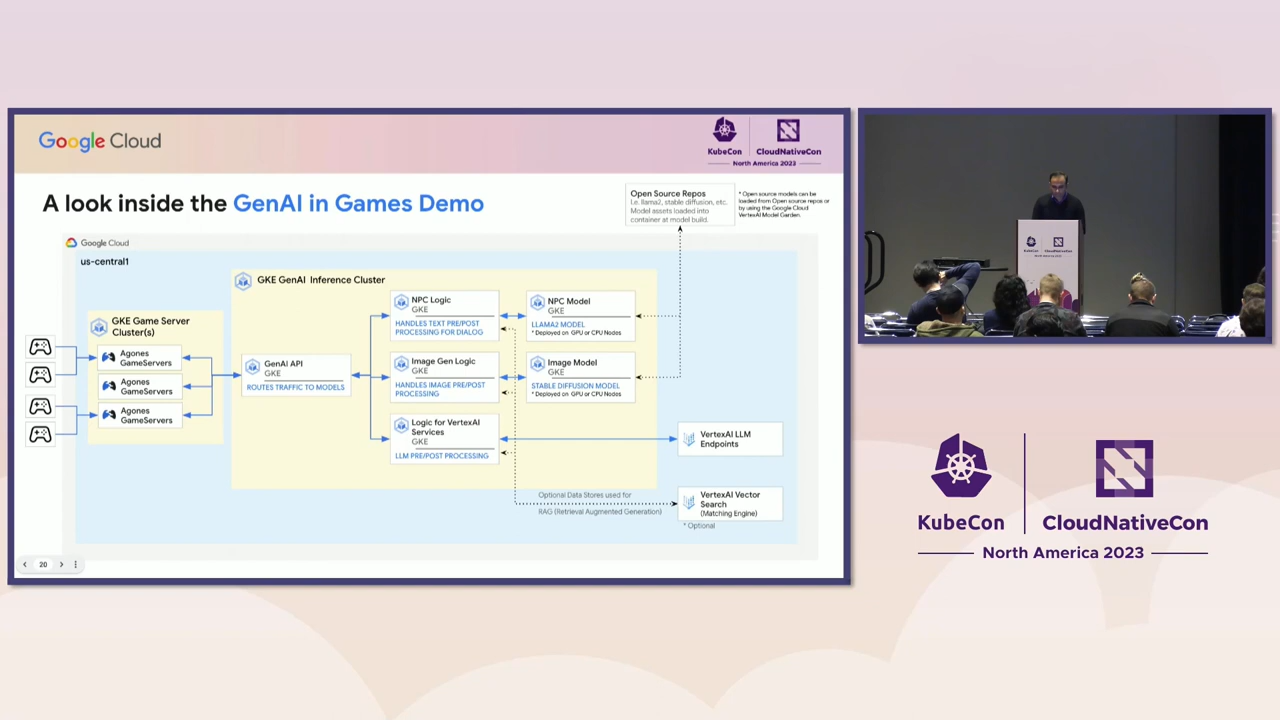 Google Cloud
KubeCon
CloudNativeCon
North America 2023
A look inside the GenAI in Games Demo
Open Source Repos
I.e. llama2, stable diffusion, etc.
Model assets loaded into
container at model build.
* Open source models can be
loaded from Open source repos or
by using the Google Cloud
VertexAI Model Garden.
Google Cloud
us-central1
GKE Game Server
Cluster(s)
Agones
GameServers
Agones
GameServers
Agones
GameServers
GKE GenAI Inference Cluster
GenAI API
GKE
ROUTES TRAFFIC TO MODELS
NPC Logic
GKE
HANDLES TEXT PRE/POST
PROCESSING FOR DIALOG
NPC Model
GKE
LLAMA2 MODEL
* Deployed on GPU or CPU Nodes
Image Gen Logic
GKE
HANDLES IMAGE PRE/POST
PROCESSING
Image Model
GKE
STABLE DIFFUSION MODEL
* Deployed on GPU or CPU Nodes
Logic for VertexAI
Services
GKE
LLM PRE/POST PROCESSING
VertexAI LLM
Endpoints
Optional Data Stores used for
RAG (Retrieval Augmented Generation)
VertexAI Vector
Search
(Matching Engine)
* Optional
20
KubeCon
CloudNativeCon
North America 2023